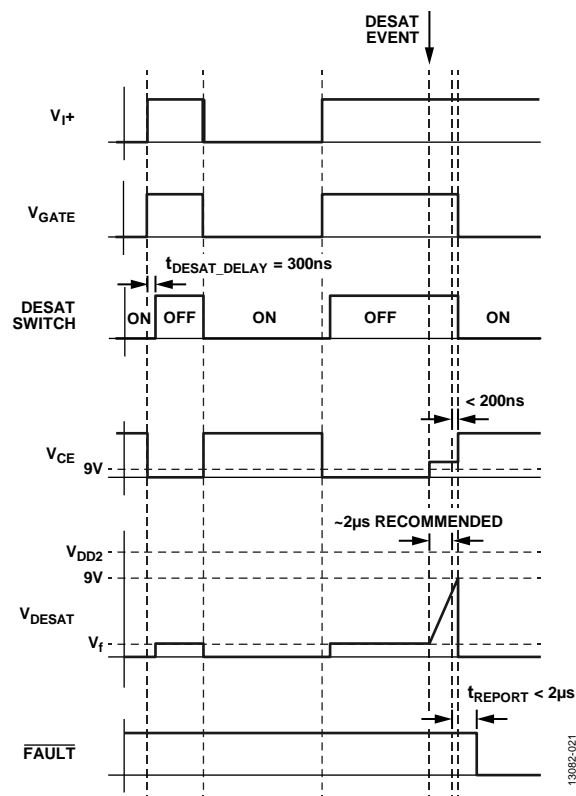 DESAT
EVENT
VI+
VGATE
tDESAT_DELAY = 300ns
DESAT
SWITCH
ON
OFF
ON
OFF
ON
< 200ns
VCE
9V
~2µs RECOMMENDED
VDD2
9V
VDESAT
Vf
tREPORT < 2µs
FAULT
13082-021